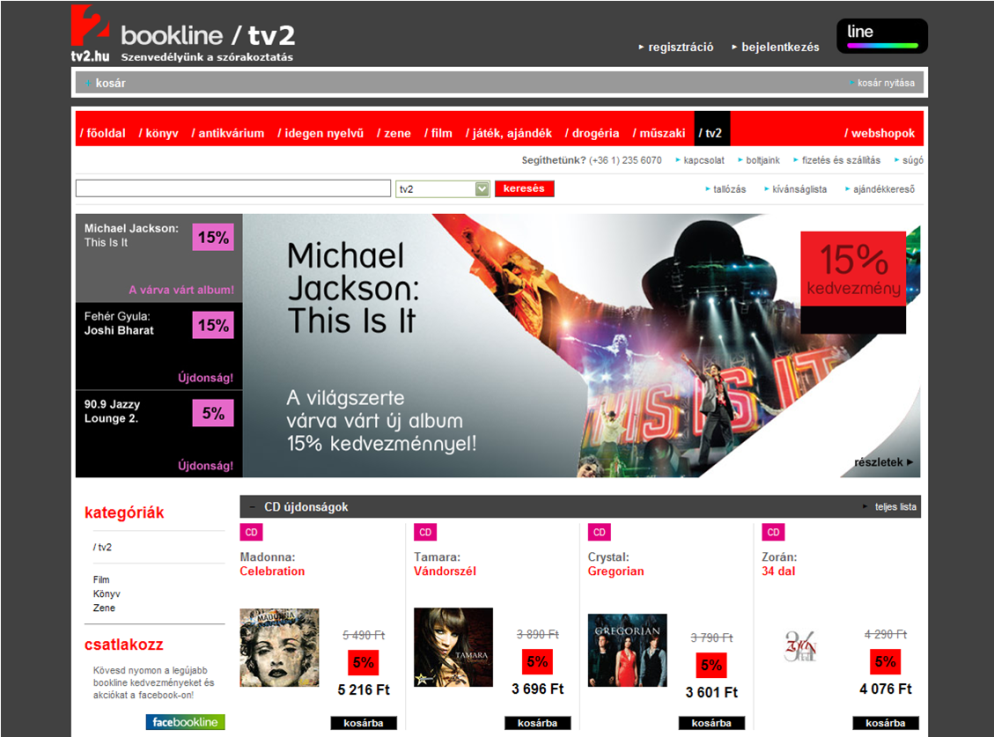 bookline / tv2
tv2.hu Szenvedélyünk a szórakoztatás
regisztráció bejelentkezés
line
kosár
kosár nyitása
/ főoldal / könyv / antikvárium / idegen nyelvű / zene / film / játék, ajándék / drogéria / műszaki / tv2 / webshopok
Segíthetünk? (+36 1) 235 6070 kapcsolat boltjaink fizetés és szállítás súgó
tv2 keresés tallózás kívánságlista ajándékkereső
Michael Jackson:
This Is It
15%
A várva várt album!
Fehér Gyula:
Joshi Bharat
15%
Újdonság!
90.9 Jazzy
Lounge 2.
5%
Újdonság!
Michael
Jackson:
This Is It
A világszerte
várva várt új album
15% kedvezménnyel!
15%
kedvezmény
THIS IS IT
részletek
kategóriák
/ tv2
Film
Könyv
Zene
csatlakozz
Kövesd nyomon a legújabb
bookline kedvezményeket és
akciókat a facebook-on!
facebookline
CD újdonságok
teljes lista
CD
Madonna:
Celebration
MADONNA
5 490 Ft
5%
5 216 Ft
kosárba
CD
Tamara:
Vándorszél
TAMARA
3 890 Ft
5%
3 696 Ft
kosárba
CD
Crystal:
Gregorian
GREGORIAN
3 790 Ft
5%
3 601 Ft
kosárba
CD
Zorán:
34 dal
4 290 Ft
5%
4 076 Ft
kosárba